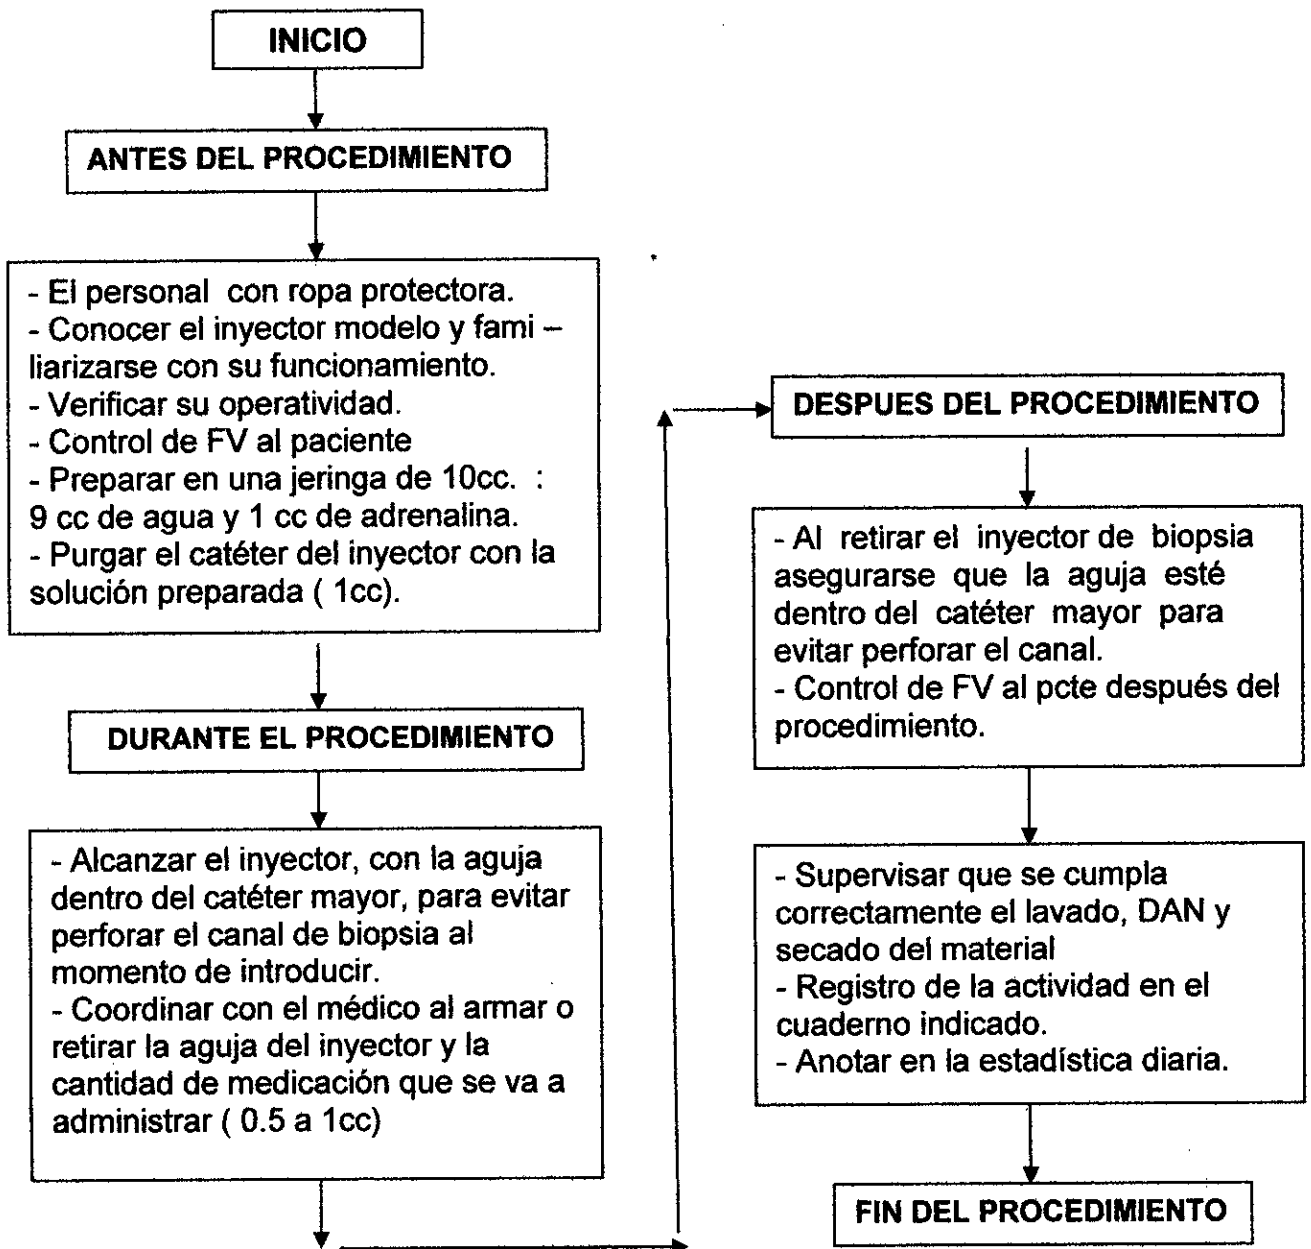 INICIO
ANTES DEL PROCEDIMIENTO
- El personal con ropa protectora.
- Conocer el inyector modelo y fami –
liarizarse con su funcionamiento.
- Verificar su operatividad.
- Control de FV al paciente
- Preparar en una jeringa de 10cc. :
9 cc de agua y 1 cc de adrenalina.
- Purgar el catéter del inyector con la
solución preparada ( 1cc).
DURANTE EL PROCEDIMIENTO
- Alcanzar el inyector, con la aguja
dentro del catéter mayor, para evitar
perforar el canal de biopsia al
momento de introducir.
- Coordinar con el médico al armar o
retirar la aguja del inyector y la
cantidad de medicación que se va a
administrar ( 0.5 a 1cc)
DESPUES DEL PROCEDIMIENTO
- Al retirar el inyector de biopsia
asegurarse que la aguja esté
dentro del catéter mayor para
evitar perforar el canal.
- Control de FV al pcte después del
procedimiento.
- Supervisar que se cumpla
correctamente el lavado, DAN y
secado del material
- Registro de la actividad en el
cuaderno indicado.
- Anotar en la estadística diaria.
FIN DEL PROCEDIMIENTO